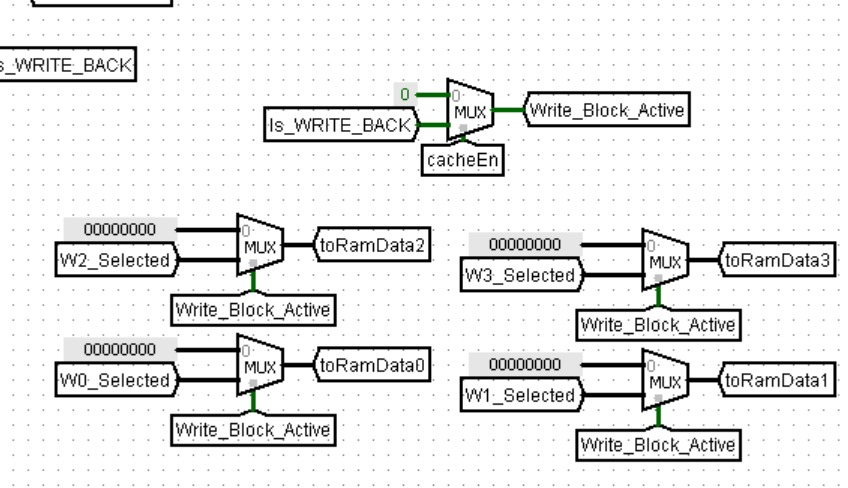 s_WRITE_BACK
0
0
MUX
Write_Block_Active
Is_WRITE_BACK
cacheEn
00000000
0
MUX
toRamData2
W2_Selected
Write_Block_Active
00000000
0
MUX
toRamData3
W3_Selected
Write_Block_Active
00000000
0
MUX
toRamData0
W0_Selected
Write_Block_Active
00000000
0
MUX
toRamData1
W1_Selected
Write_Block_Active